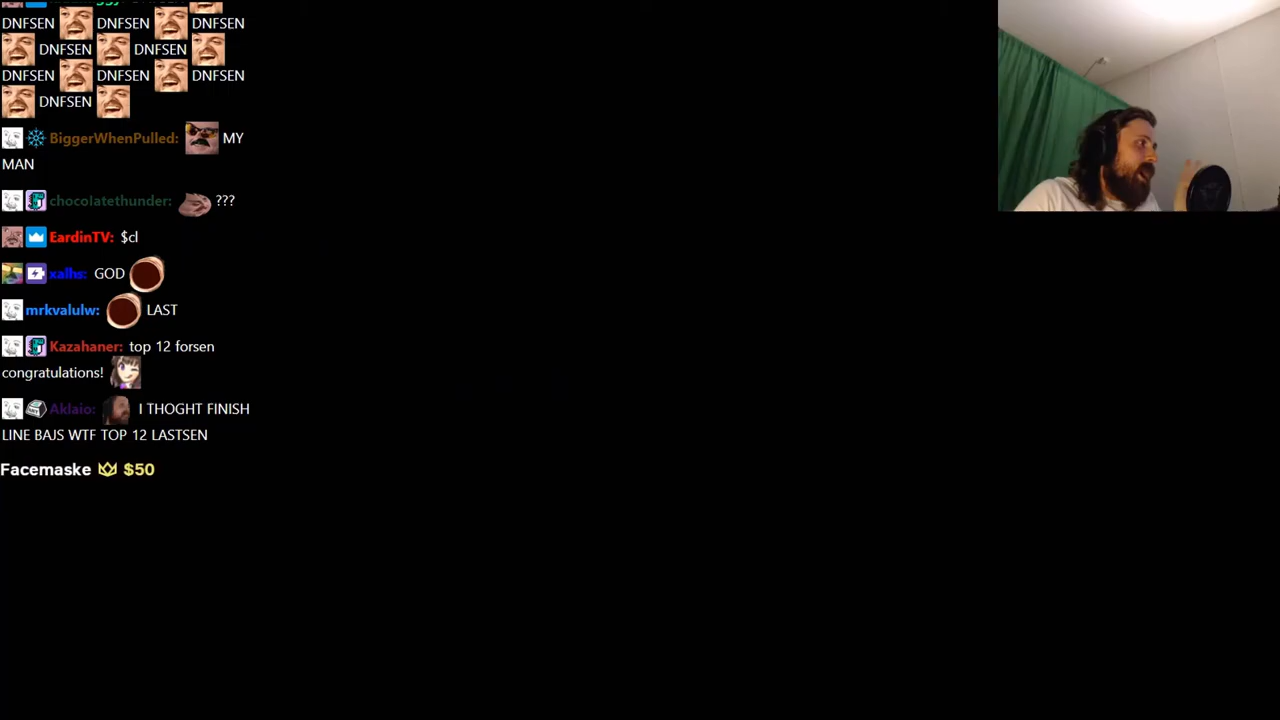 DNFSEN DNFSEN DNFSEN
DNFSEN DNFSEN
DNFSEN DNFSEN DNFSEN
DNFSEN
BiggerWhenPulled: MY
MAN
chocolatethunder: ???
EardinTV: $cl
xalhs: GOD
mrkvalulw: LAST
Kazahaner: top 12 forsen
congratulations!
Aklaio: I THOGHT FINISH
LINE BAJS WTF TOP 12 LASTSEN
Facemaske $50